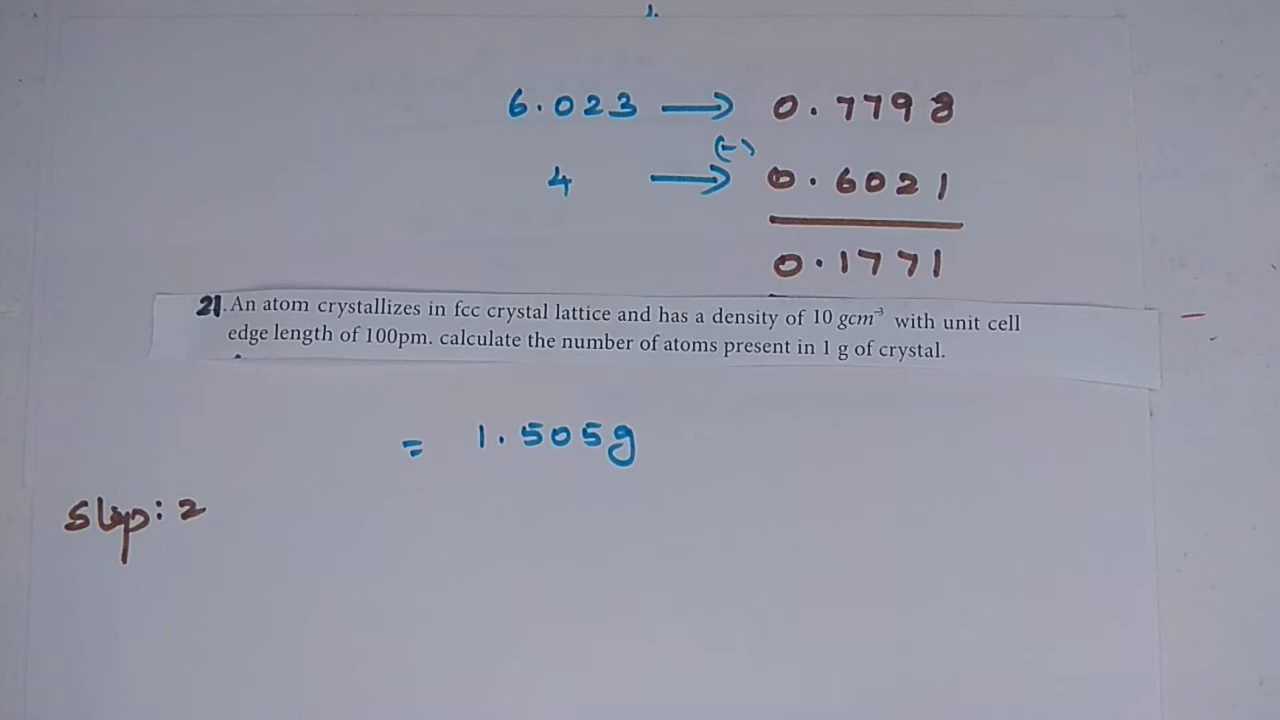 1.
6.023 → 0.7798
(-)
4 → 0.6021
0.1771
21. An atom crystallizes in fcc crystal lattice and has a density of 10 gcm⁻³ with unit cell
edge length of 100pm. calculate the number of atoms present in 1 g of crystal.
= 1.505g
Step: 2